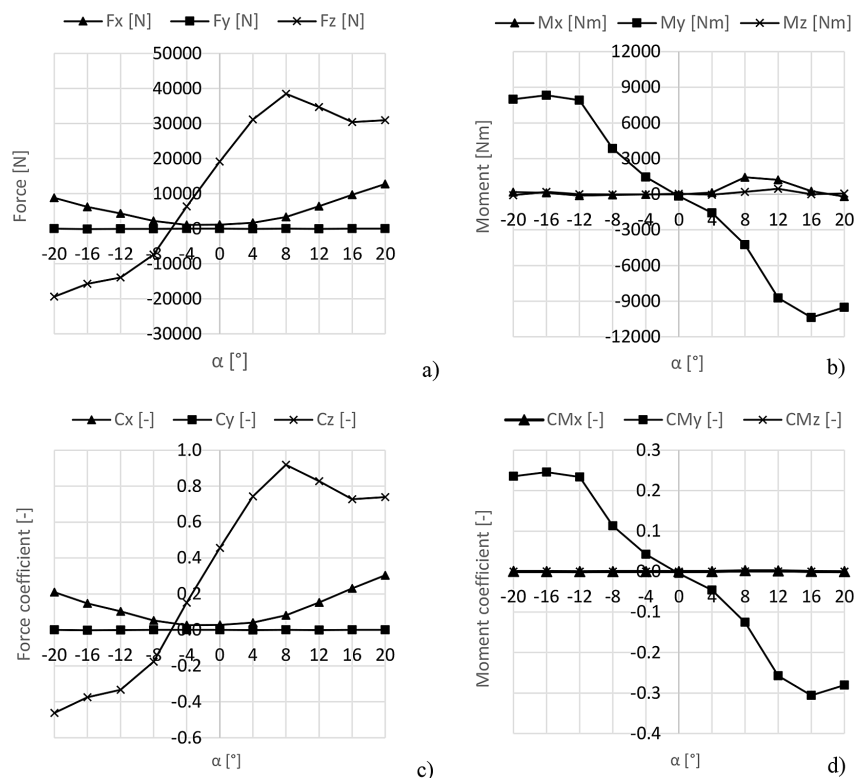 Fx [N] Fy [N] Fz [N]
50000
40000
30000
20000
10000
0
-10000
-20000
-30000
-20 -16 -12 -8 -4 0 4 8 12 16 20
Force [N]
α [°]
a)
Mx [Nm] My [Nm] Mz [Nm]
12000
9000
6000
3000
0
-3000
-6000
-9000
-12000
-20 -16 -12 -8 -4 0 4 8 12 16 20
Moment [Nm]
α [°]
b)
Cx [-] Cy [-] Cz [-]
1.0
0.8
0.6
0.4
0.2
0.0
-0.2
-0.4
-0.6
-20 -16 -12 -8 -4 0 4 8 12 16 20
Force coefficient [-]
α [°]
c)
CMx [-] CMy [-] CMz [-]
0.3
0.2
0.1
0.0
-0.1
-0.2
-0.3
-0.4
-20 -16 -12 -8 -4 0 4 8 12 16 20
Moment coefficient [-]
α [°]
d)